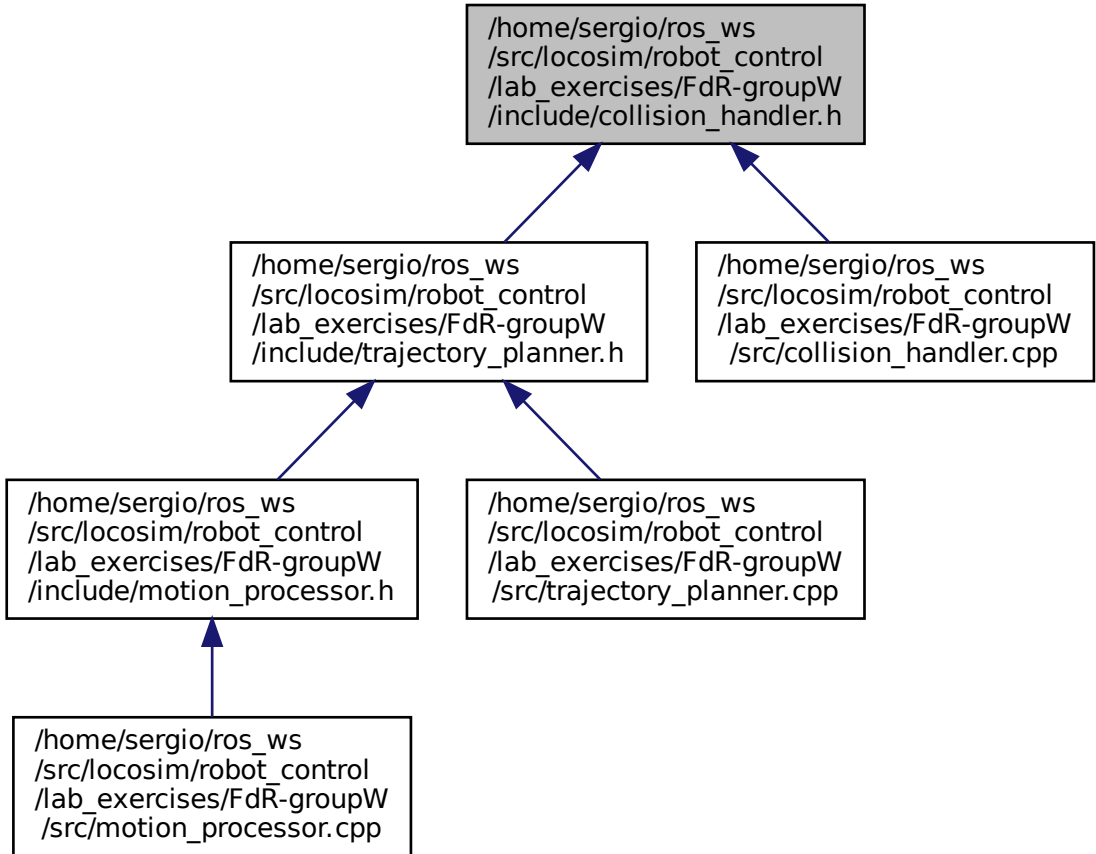 /home/sergio/ros_ws
/src/locosim/robot_control
/lab_exercises/FdR-groupW
/include/collision_handler.h
/home/sergio/ros_ws
/src/locosim/robot_control
/lab_exercises/FdR-groupW
/include/trajectory_planner.h
/home/sergio/ros_ws
/src/locosim/robot_control
/lab_exercises/FdR-groupW
/src/collision_handler.cpp
/home/sergio/ros_ws
/src/locosim/robot_control
/lab_exercises/FdR-groupW
/include/motion_processor.h
/home/sergio/ros_ws
/src/locosim/robot_control
/lab_exercises/FdR-groupW
/src/trajectory_planner.cpp
/home/sergio/ros_ws
/src/locosim/robot_control
/lab_exercises/FdR-groupW
/src/motion_processor.cpp